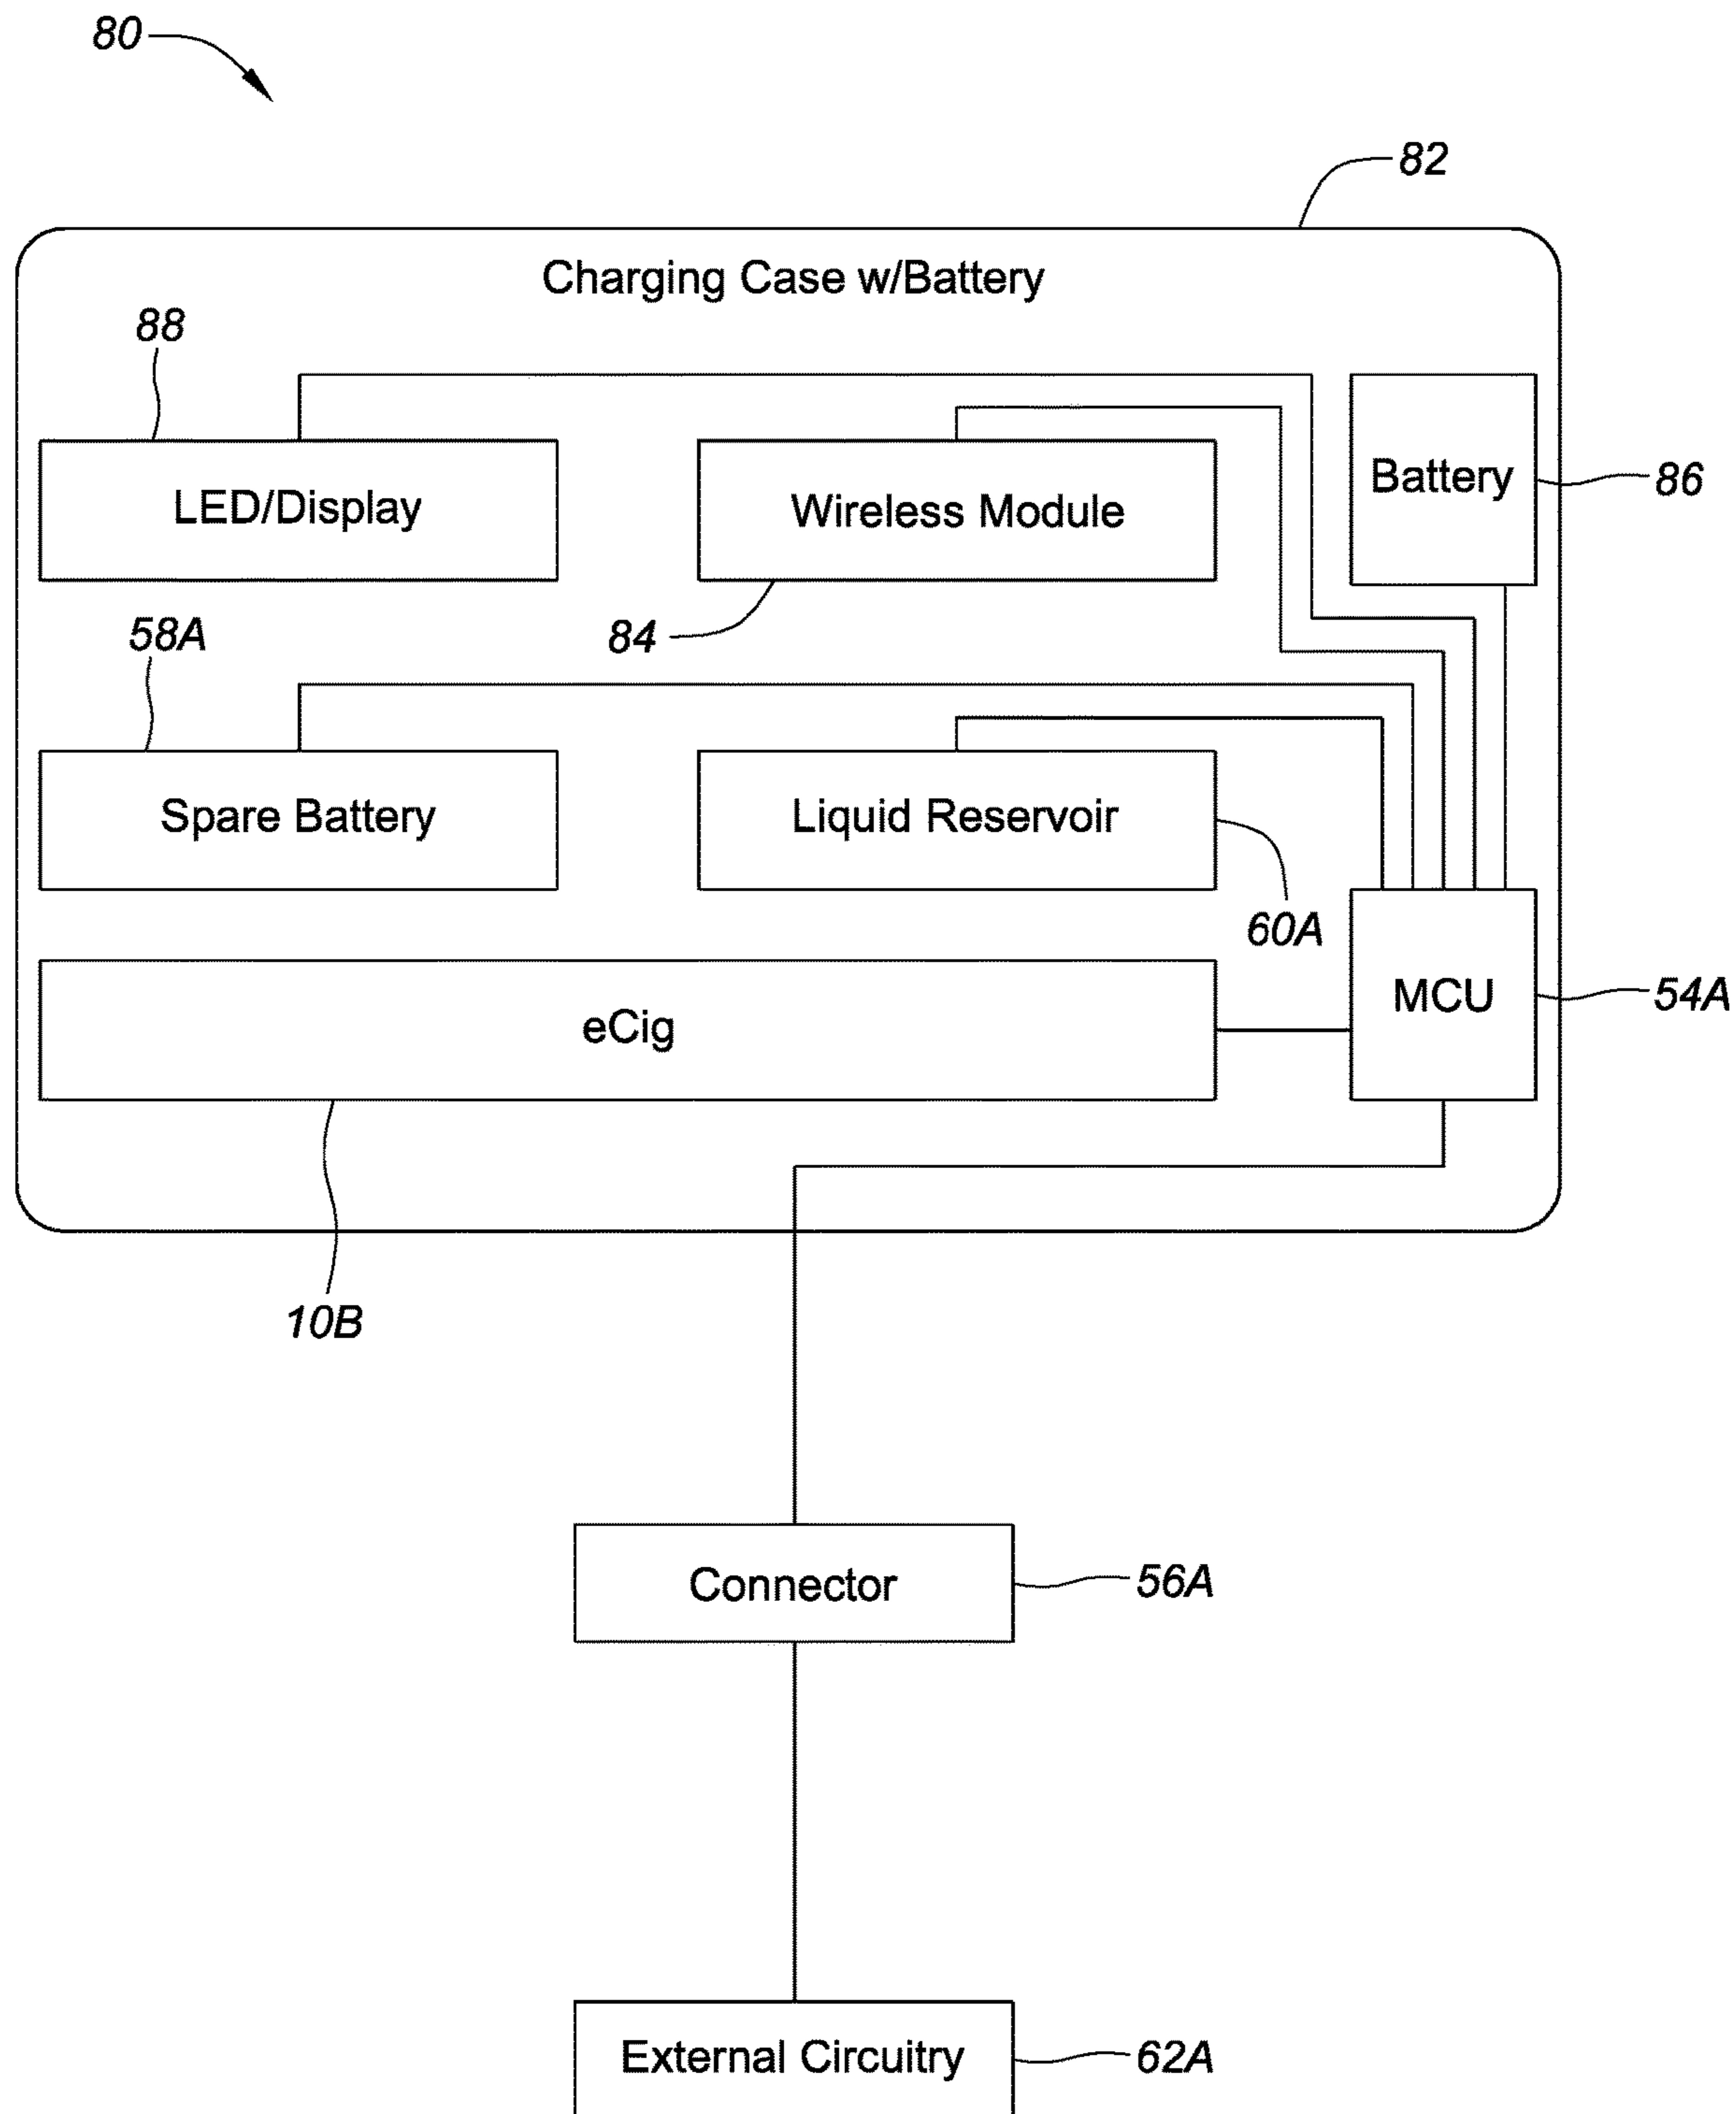 80
82
Charging Case w/Battery
88
LED/Display
Wireless Module
Battery
86
58A
84
Spare Battery
Liquid Reservoir
60A
eCig
MCU
54A
10B
Connector
56A
External Circuitry
62A